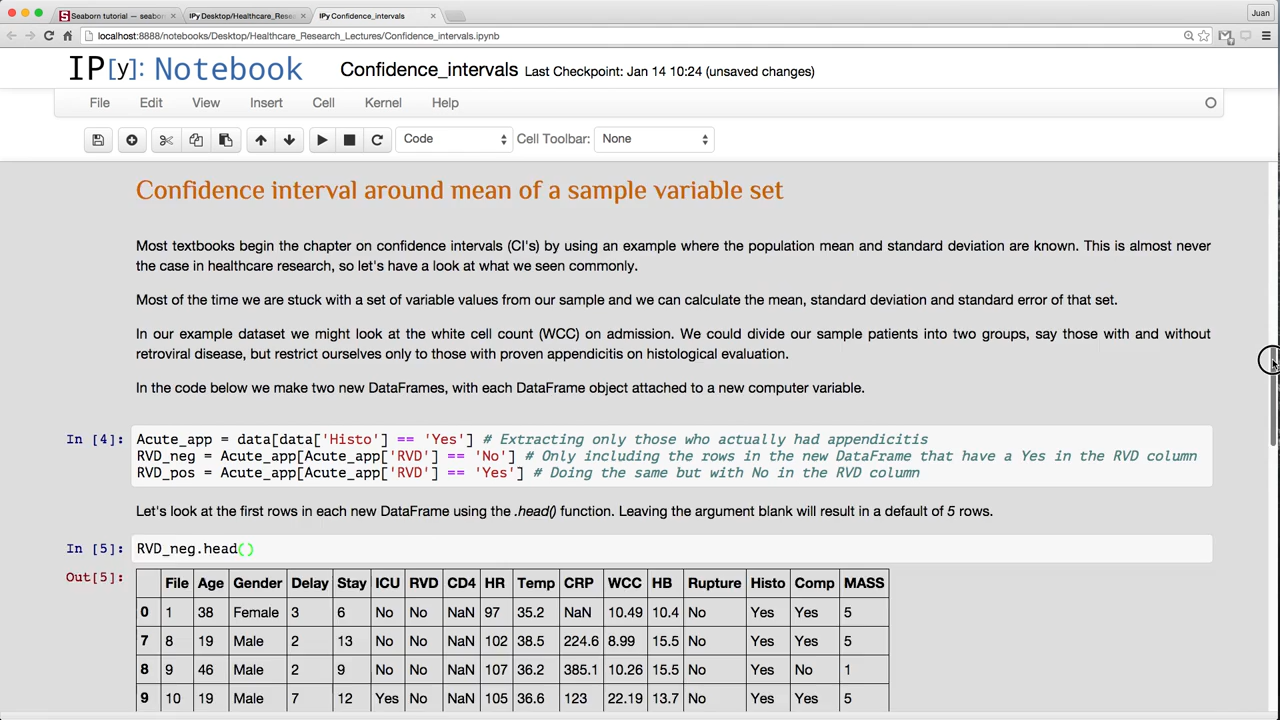 Seaborn tutorial — seabor
IPy Desktop/Healthcare_Rese
IPy Confidence_intervals
Juan
localhost:8888/notebooks/Desktop/Healthcare_Research_Lectures/Confidence_intervals.ipynb
IP[y]: Notebook
Confidence_intervals Last Checkpoint: Jan 14 10:24 (unsaved changes)
File Edit View Insert Cell Kernel Help
Code Cell Toolbar: None
Confidence interval around mean of a sample variable set
Most textbooks begin the chapter on confidence intervals (CI's) by using an example where the population mean and standard deviation are known. This is almost never
the case in healthcare research, so let's have a look at what we seen commonly.
Most of the time we are stuck with a set of variable values from our sample and we can calculate the mean, standard deviation and standard error of that set.
In our example dataset we might look at the white cell count (WCC) on admission. We could divide our sample patients into two groups, say those with and without
retroviral disease, but restrict ourselves only to those with proven appendicitis on histological evaluation.
In the code below we make two new DataFrames, with each DataFrame object attached to a new computer variable.
In [4]: Acute_app = data[data['Histo'] == 'Yes'] # Extracting only those who actually had appendicitis
RVD_neg = Acute_app[Acute_app['RVD'] == 'No'] # Only including the rows in the new DataFrame that have a Yes in the RVD column
RVD_pos = Acute_app[Acute_app['RVD'] == 'Yes'] # Doing the same but with No in the RVD column
Let's look at the first rows in each new DataFrame using the .head() function. Leaving the argument blank will result in a default of 5 rows.
In [5]: RVD_neg.head()
Out[5]: File Age Gender Delay Stay ICU RVD CD4 HR Temp CRP WCC HB Rupture Histo Comp MASS
0 1 38 Female 3 6 No No NaN 97 35.2 NaN 10.49 10.4 No Yes Yes 5
7 8 19 Male 2 13 No No NaN 102 38.5 224.6 8.99 15.5 No Yes Yes 5
8 9 46 Male 2 9 No No NaN 107 36.2 385.1 10.26 15.5 No Yes No 1
9 10 19 Male 7 12 Yes No NaN 105 36.6 123 22.19 13.7 No Yes Yes 5